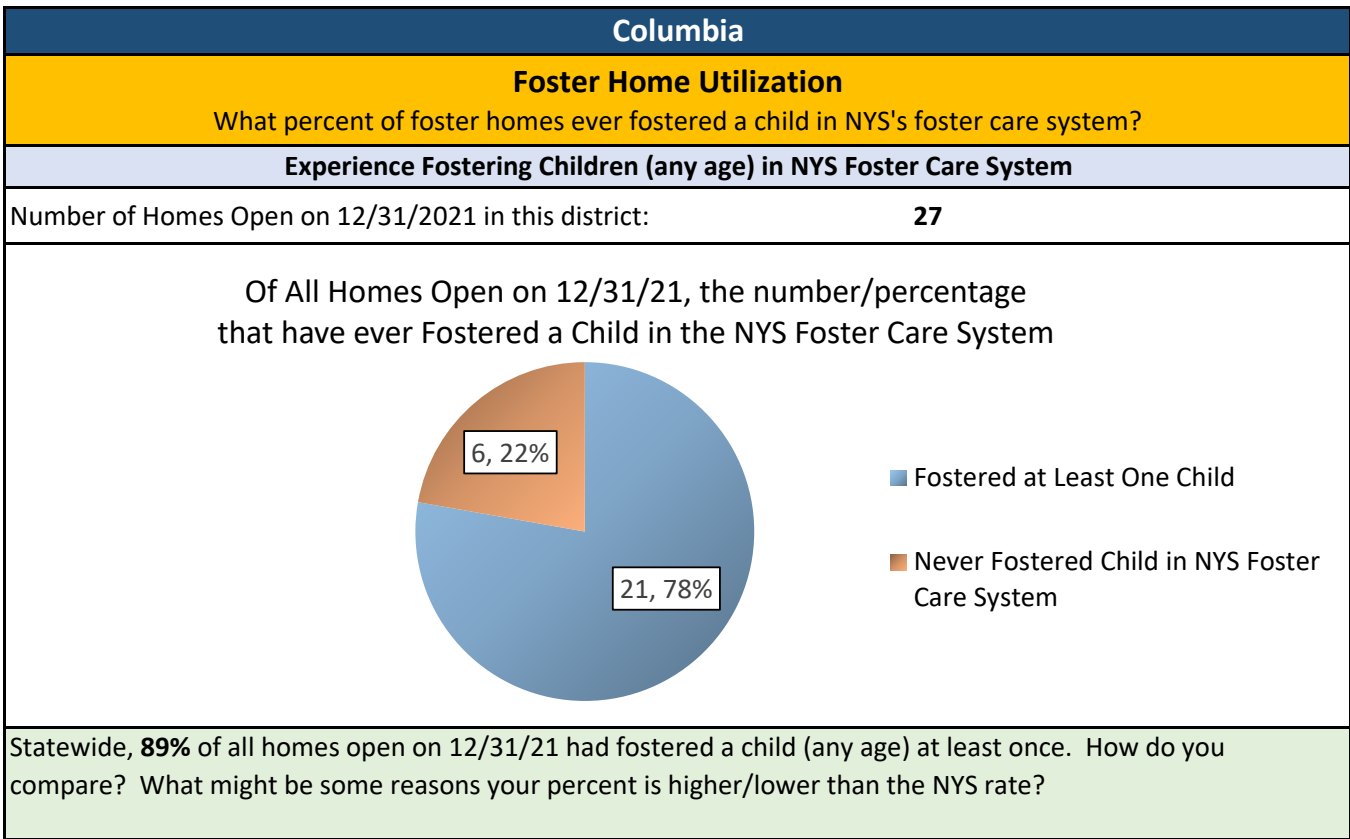 Columbia
Foster Home Utilization
What percent of foster homes ever fostered a child in NYS's foster care system?
Experience Fostering Children (any age) in NYS Foster Care System
Number of Homes Open on 12/31/2021 in this district: 27
Of All Homes Open on 12/31/21, the number/percentage
that have ever Fostered a Child in the NYS Foster Care System
6, 22%
21, 78%
Fostered at Least One Child
Never Fostered Child in NYS Foster
Care System
Statewide, 89% of all homes open on 12/31/21 had fostered a child (any age) at least once.  How do you
compare?  What might be some reasons your percent is higher/lower than the NYS rate?